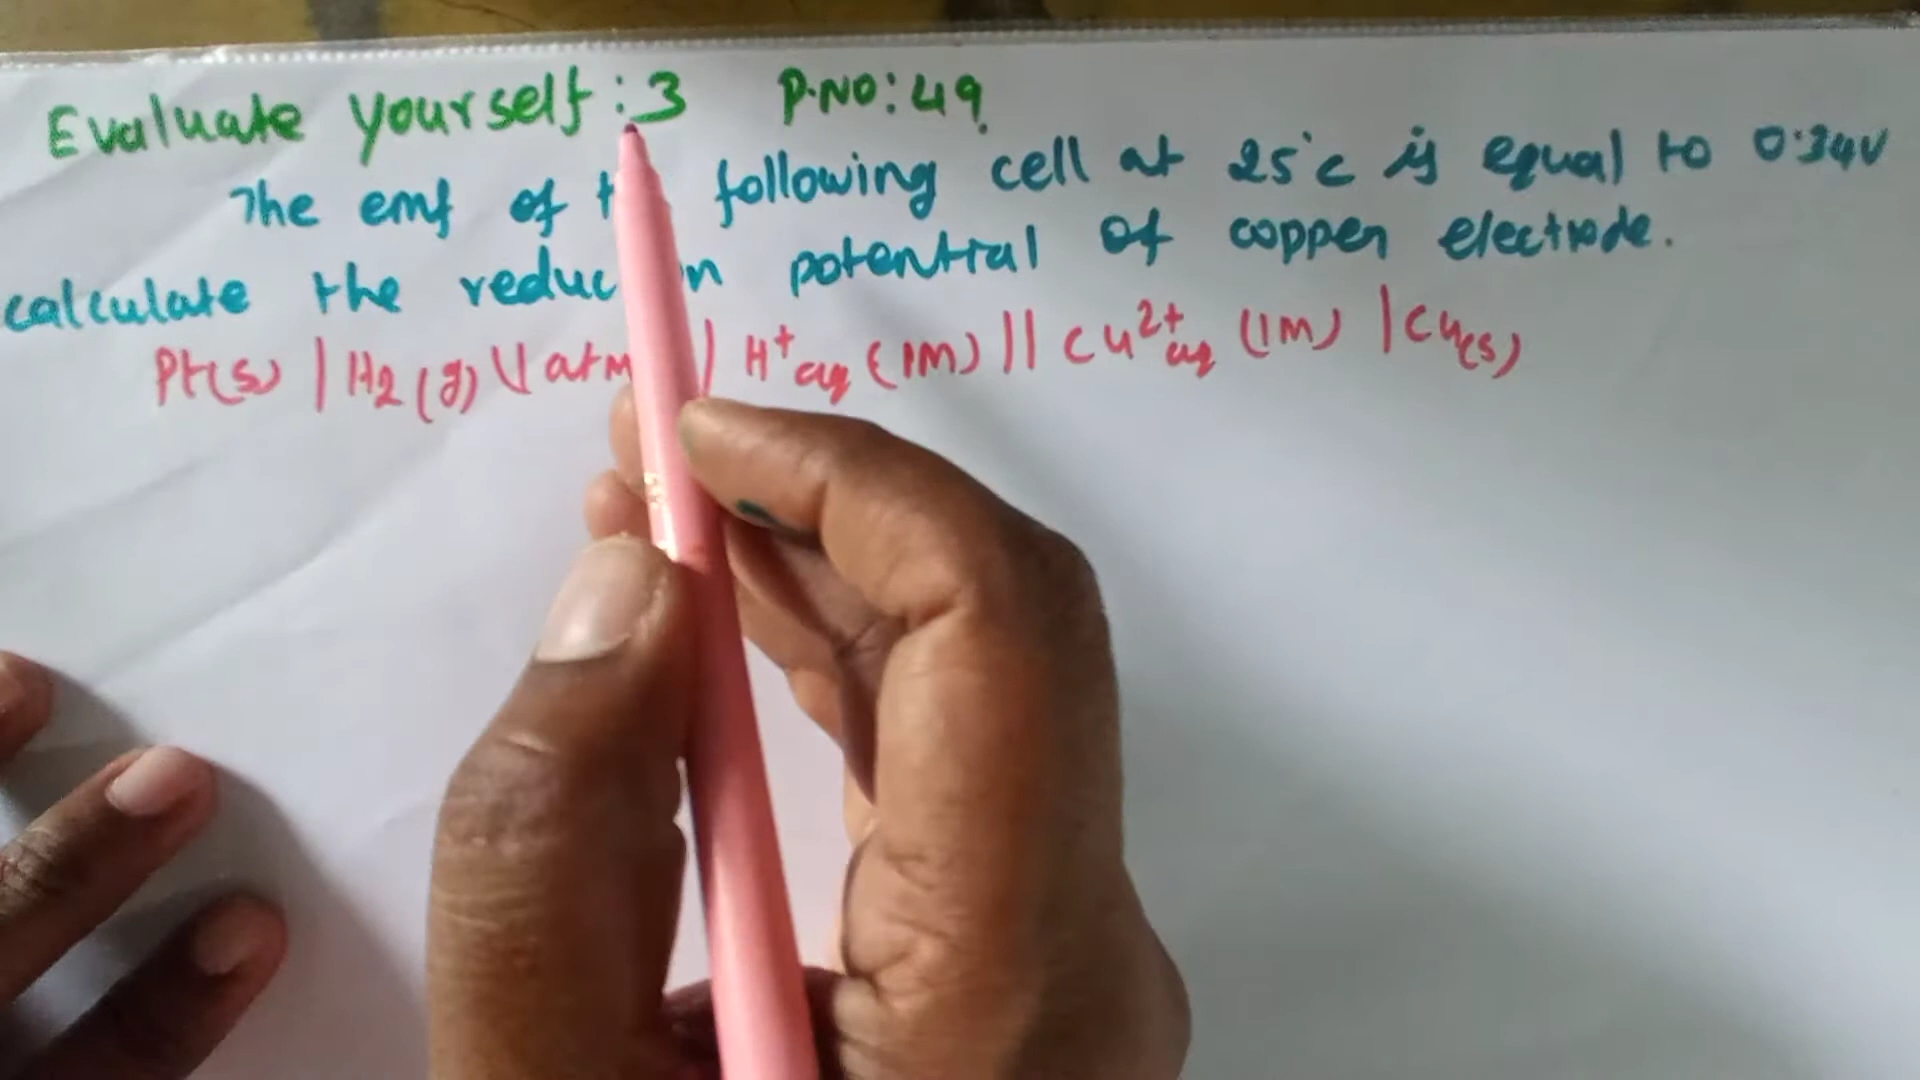 Evaluate yourself : 3 P.NO: 49
The emf of following cell at 25°c is equal to 0.34V
calculate the potential of copper electrode.
Pt(s) | H2(g) (1 atm | H+ aq (1M) || Cu2+ aq (1M) | Cu(s)